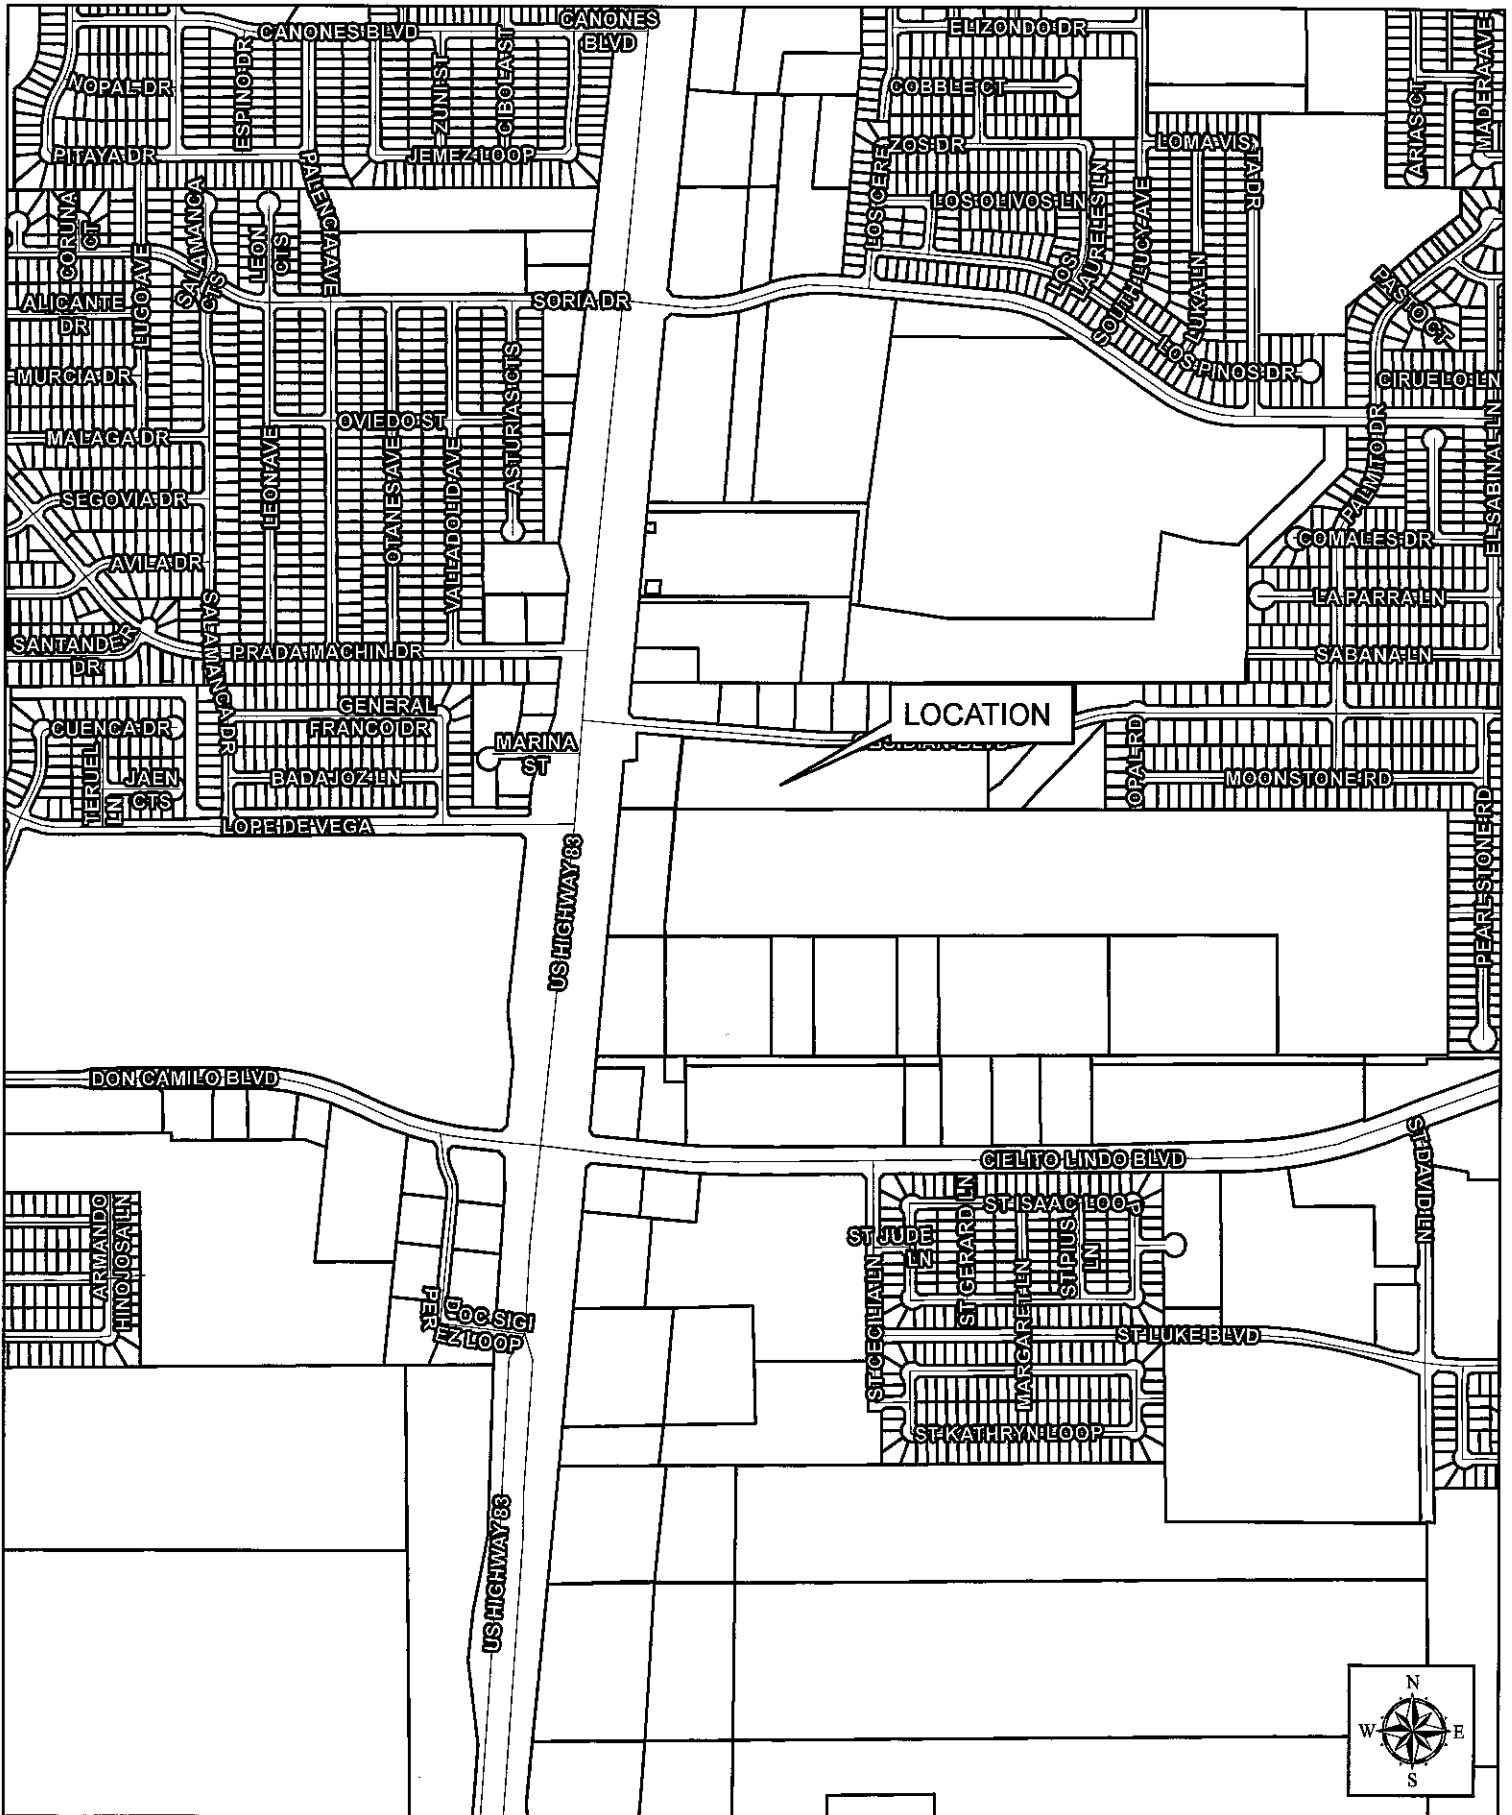 CANONES BLVD
CANONES
BLVD
ELIZONDO DR
NOPAL DR
ESPINO DR
ZUNI ST
CIBOLA ST
COBBLE CT
ARIAS CT
MADERA AVE
PITAYA DR
PALENCIA AVE
JEMEZ LOOP
LOS CEREZOS DR
LOMA VISTA DR
LOS OLIVOS LN
LOS
LAURELES LN
SOUTH LUCY AVE
LUKA LN
CORUNA
CT
SALAMANCA
CTS
LEON
CTS
LUGO AVE
ALICANTE
DR
SORIA DR
PASTO CT
LOS PINOS DR
CIRUELO LN
MURCIA DR
ASTURIAS CTS
OVIEDO ST
MALAGA DR
LEON AVE
OTANES AVE
VALLADOLID AVE
PALMITO DR
EL SABINAL LN
SEGOVIA DR
COMALES DR
AVILA DR
LA PARRA LN
SANTANDER
DR
SALAMANCA DR
PRADA MACHIN DR
SABANA LN
GENERAL
FRANCO DR
LOCATION
CUENCA DR
MARINA
ST
TERUEL
LN
JAEN
CTS
BADAJOZ LN
MOONSTONE RD
LOPE DE VEGA
US HIGHWAY 83
PEARL STONE RD
DON CAMILO BLVD
CIELITO LINDO BLVD
ST DAVID LN
ARMANDO
HINOJOSA LN
ST ISAAC LOOP
ST JUDE
LN
ST GERARD LN
ST PIUS
LN
MARGARET LN
ST CECILIA LN
DOC SIGI
PEREZ LOOP
ST LUKE BLVD
ST KATHRYN LOOP
US HIGHWAY 83
N
W
E
S